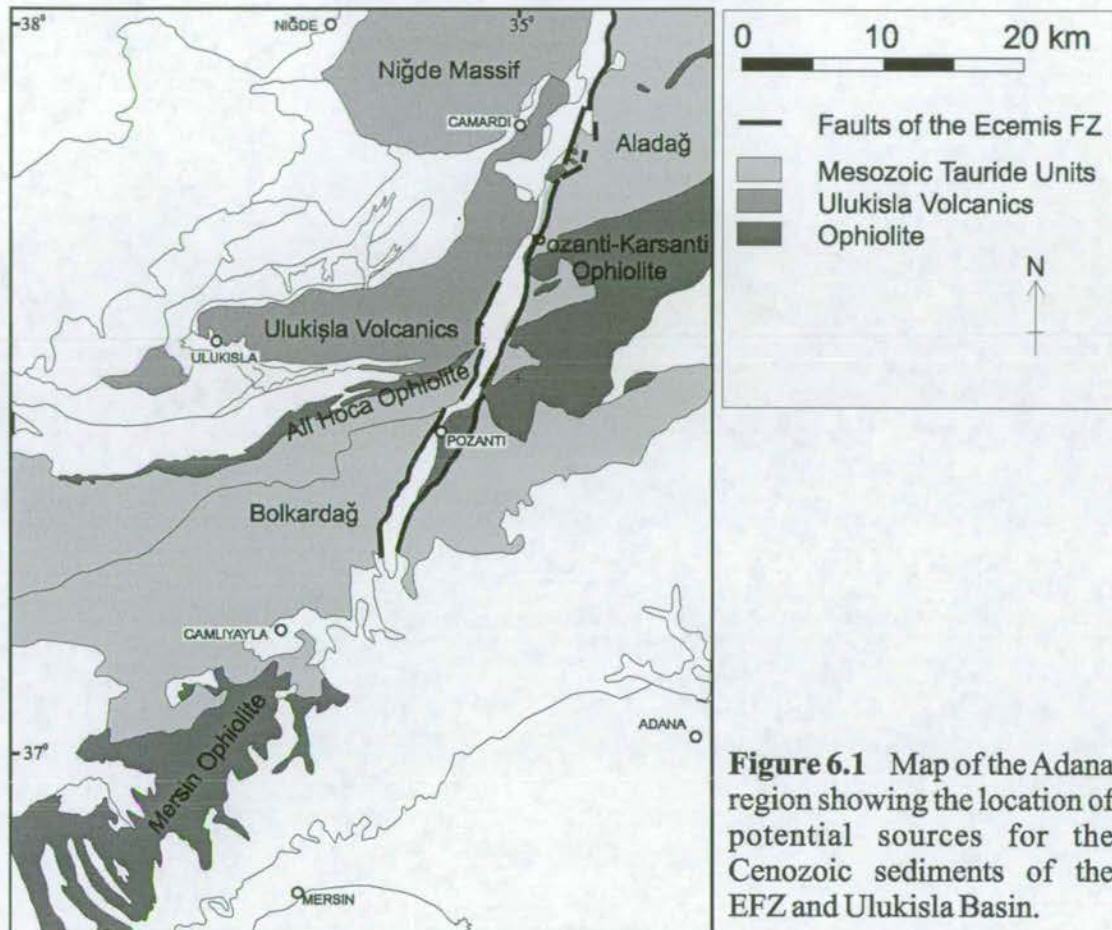 38°
NIĞDE
35°
Niğde Massif
CAMARDI
Aladağ
ozanti-Karsanti
Ophiolite
Ulukişla Volcanics
ULUKISLA
Ali Hoca Ophiolite
POZANTI
Bolkardağ
CAMLIYAYLA
Mersin Ophiolite
37°
ADANA
MERSIN
0 10 20 km
Faults of the Ecemis FZ
Mesozoic Tauride Units
Ulukisla Volcanics
Ophiolite
N
Figure 6.1 Map of the Adana
region showing the location of
potential sources for the
Cenozoic sediments of the
EFZ and Ulukisla Basin.